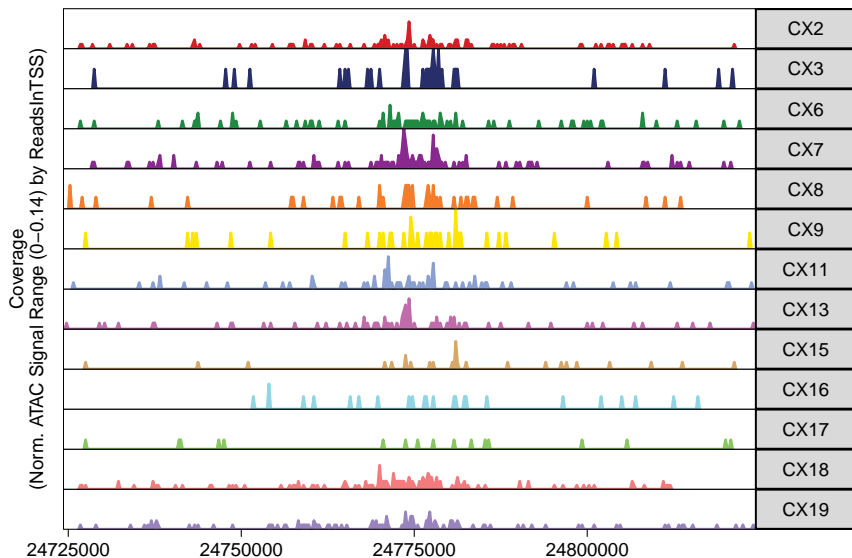 Coverage
(Norm. ATAC Signal Range (0−0.14) by ReadsInTSS)
CX2
CX3
CX6
CX7
CX8
CX9
CX11
CX13
CX15
CX16
CX17
CX18
CX19
24725000 24750000 24775000 24800000